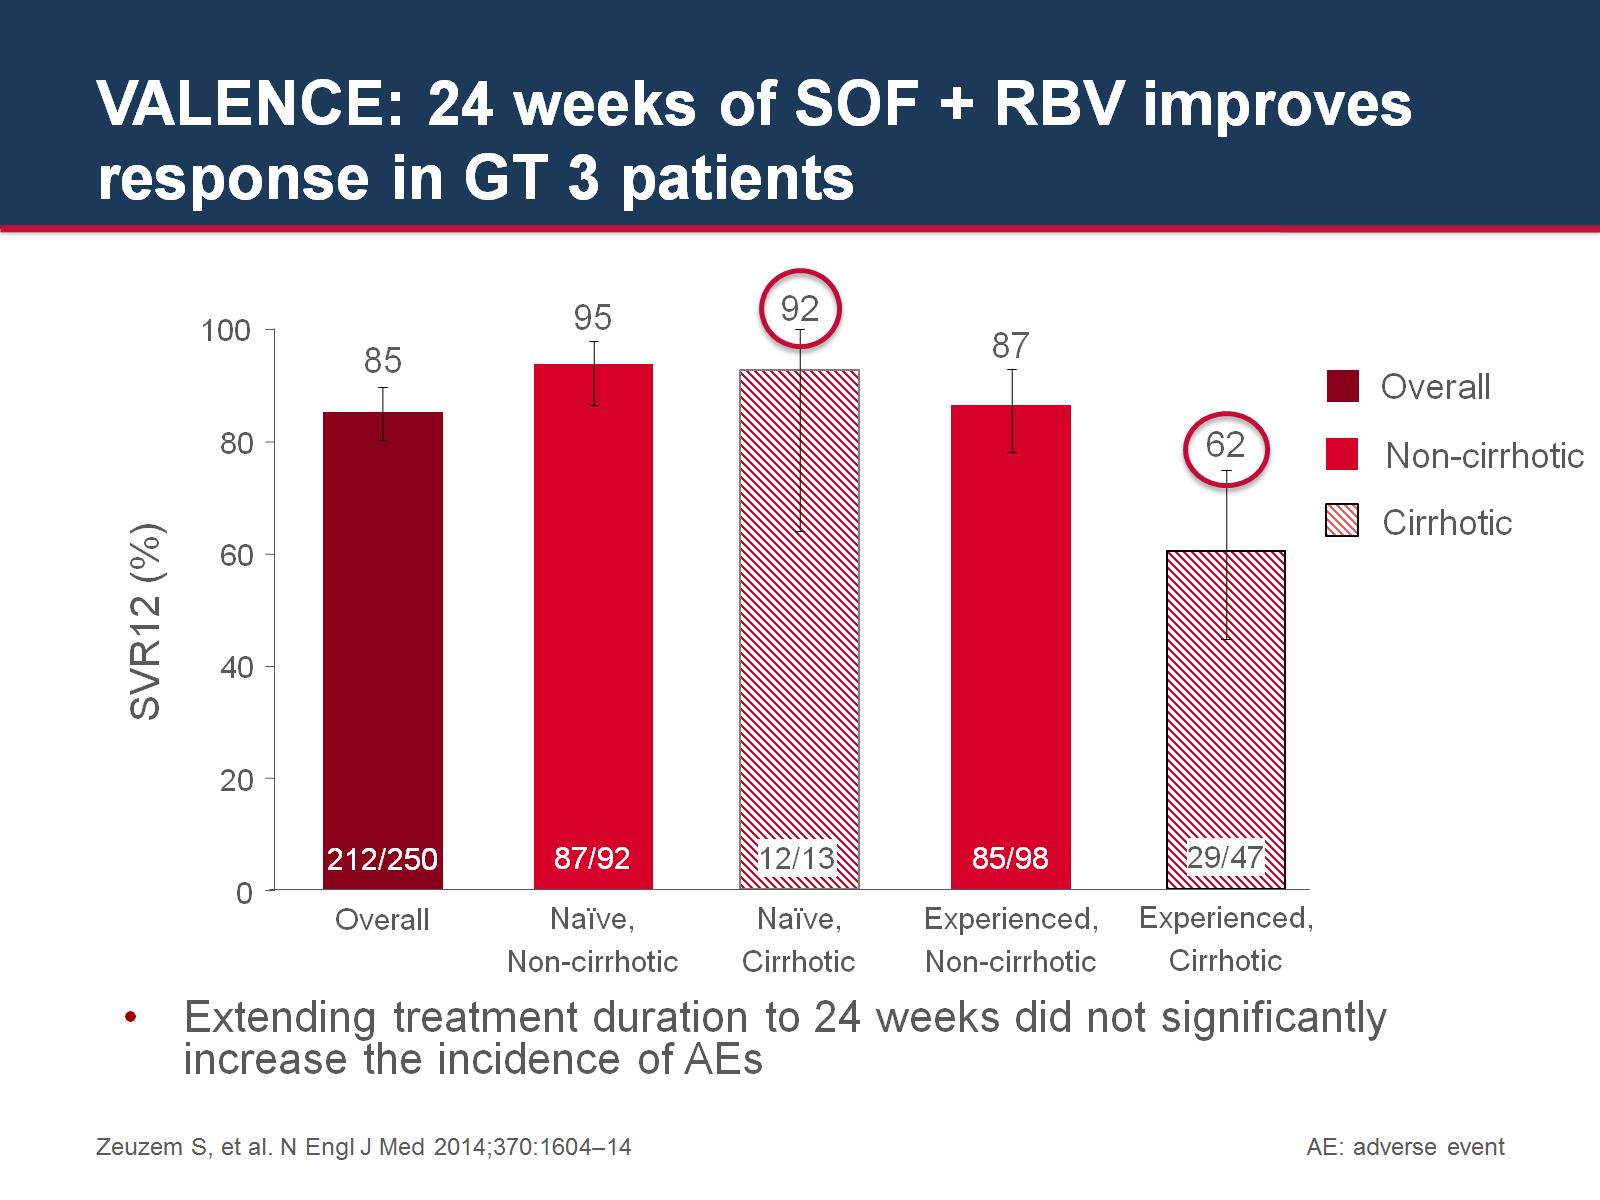 VALENCE: 24 weeks of SOF + RBV improves
response in GT 3 patients
SVR12 (%)
100
80
60
40
20
0
85
95
92
87
62
212/250
87/92
12/13
85/98
29/47
Overall
Naïve,
Non-cirrhotic
Naïve,
Cirrhotic
Experienced,
Non-cirrhotic
Experienced,
Cirrhotic
Overall
Non-cirrhotic
Cirrhotic
• Extending treatment duration to 24 weeks did not significantly
increase the incidence of AEs
Zeuzem S, et al. N Engl J Med 2014;370:1604–14
AE: adverse event